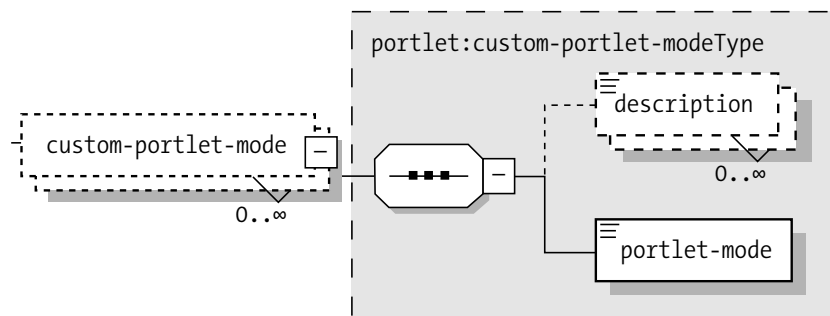 portlet:custom-portlet-modeType
description
custom-portlet-mode
0..∞
0..∞
portlet-mode